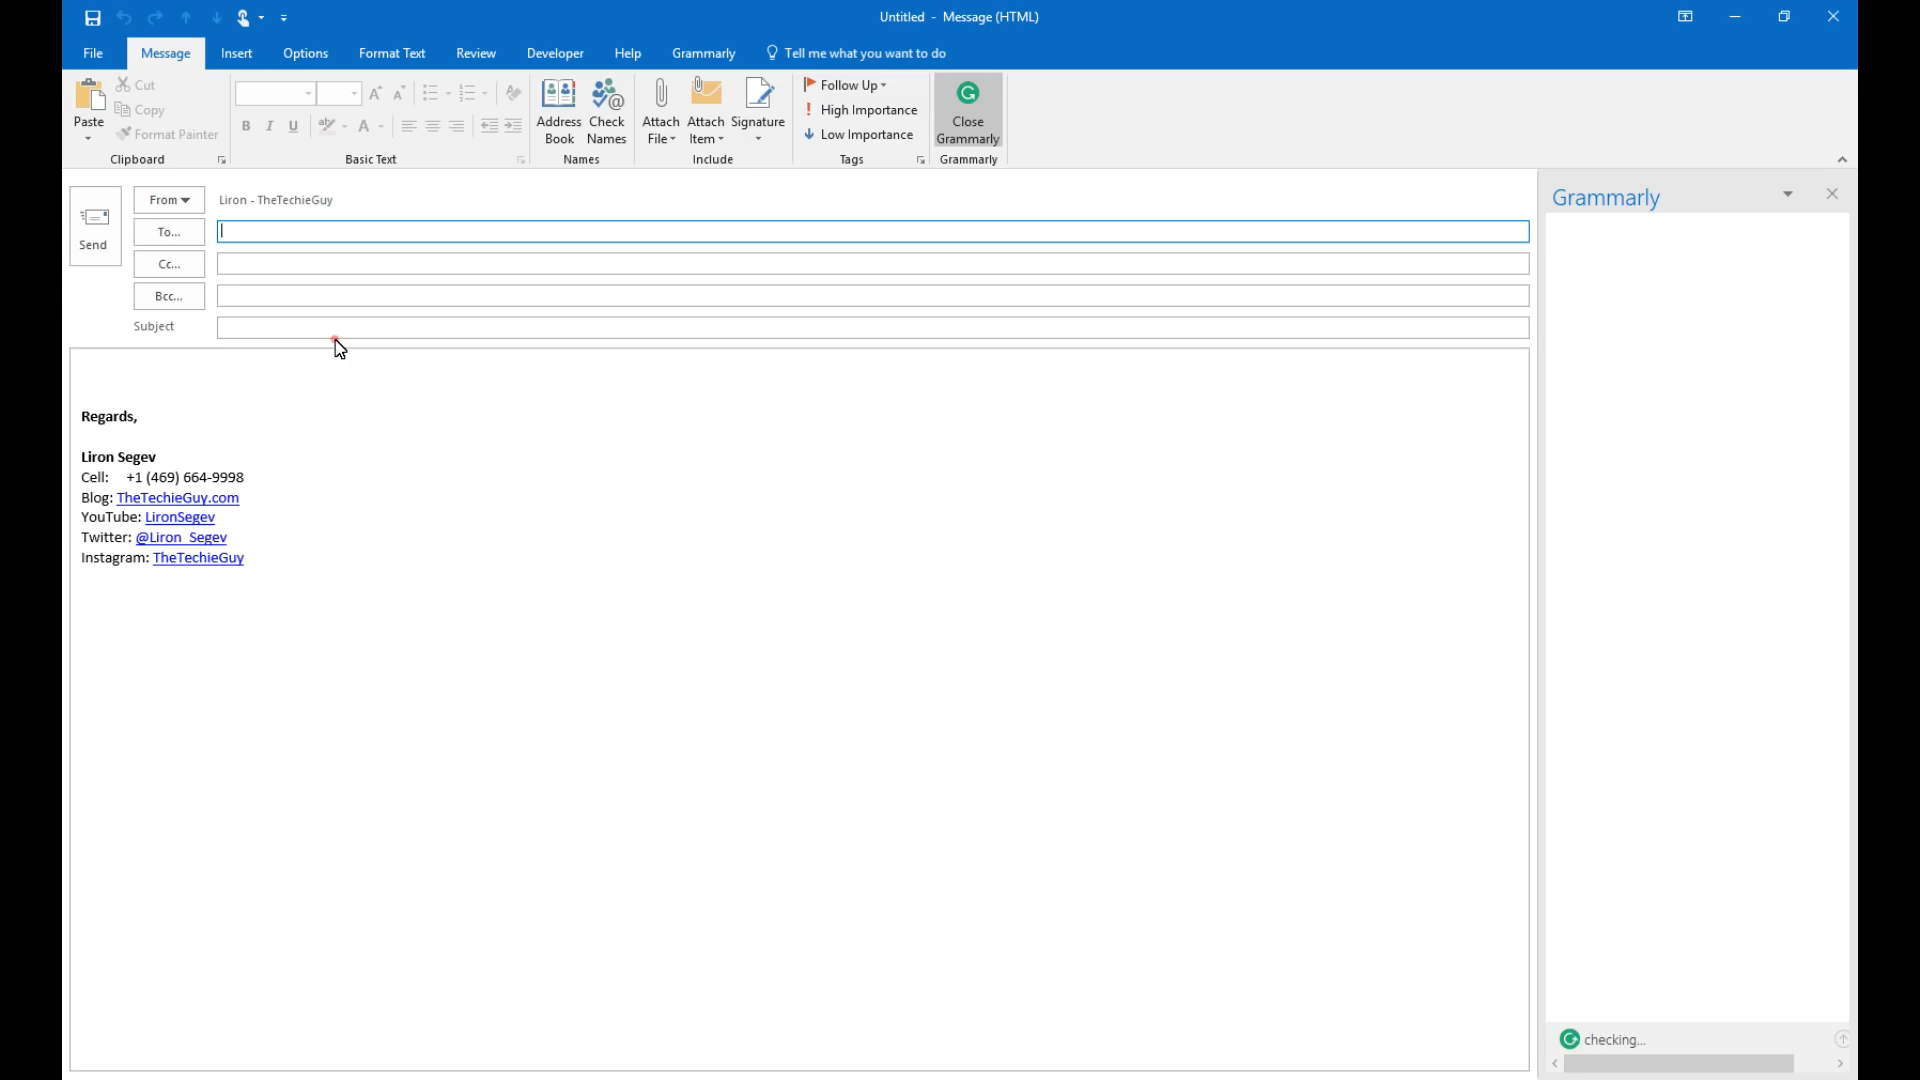 Untitled - Message (HTML)
File Message Insert Options Format Text Review Developer Help Grammarly Tell me what you want to do
Paste
Cut
Copy
Format Painter
Clipboard
B I U
Basic Text
Address Book
Check Names
Names
Attach File
Attach Item
Signature
Include
Follow Up
High Importance
Low Importance
Tags
Close Grammarly
Grammarly
Send
From Liron - TheTechieGuy
To...
Cc...
Bcc...
Subject
Regards,
Liron Segev
Cell: +1 (469) 664-9998
Blog: TheTechieGuy.com
YouTube: LironSegev
Twitter: @Liron_Segev
Instagram: TheTechieGuy
Grammarly
checking...